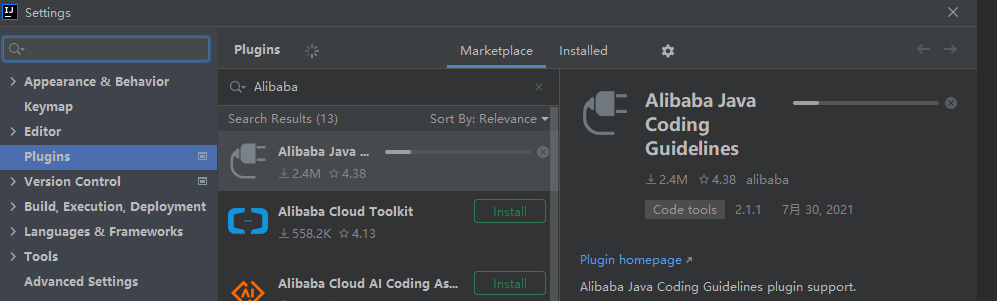 Settings
Plugins
Marketplace
Installed
Appearance & Behavior
Keymap
Editor
Plugins
Version Control
Build, Execution, Deployment
Languages & Frameworks
Tools
Advanced Settings
Alibaba
Search Results (13)
Sort By: Relevance
Alibaba Java ...
2.4M 4.38
Alibaba Cloud Toolkit
Install
558.2K 4.13
Alibaba Cloud AI Coding As...
Install
Alibaba Java
Coding
Guidelines
2.4M 4.38 alibaba
Code tools 2.1.1 7月 30, 2021
Plugin homepage ↗
Alibaba Java Coding Guidelines plugin support.